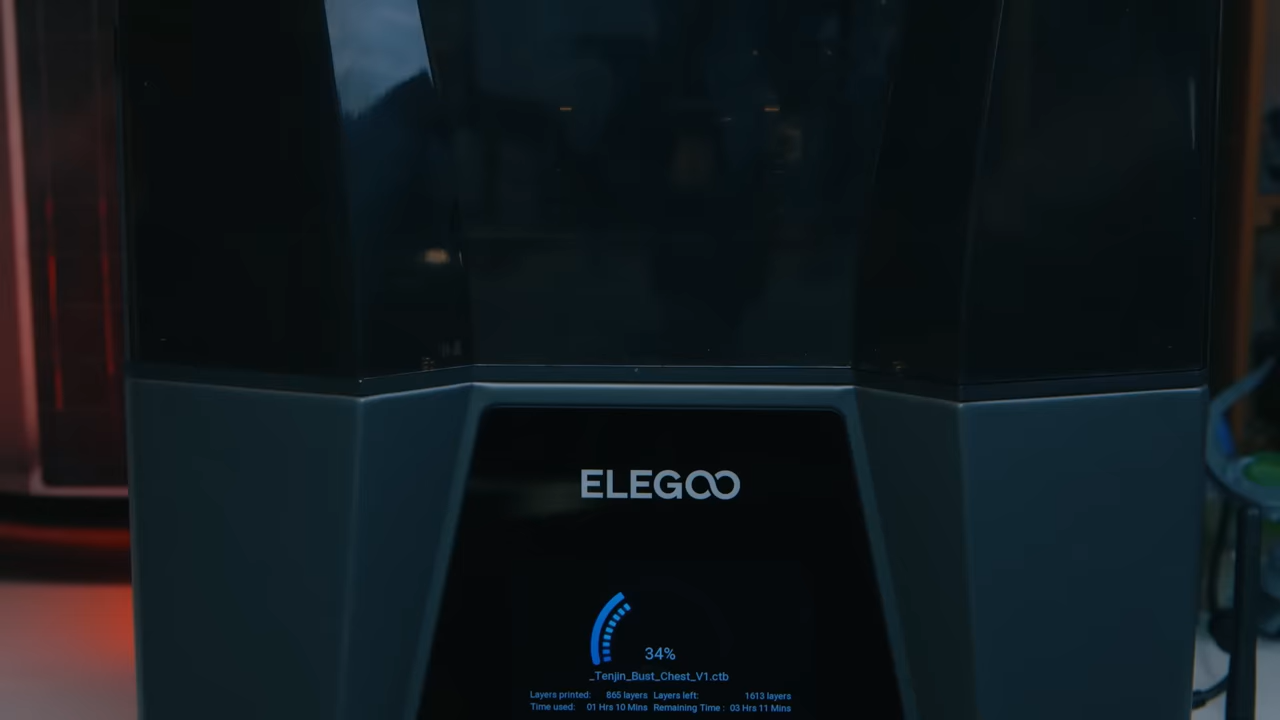 ELEGOO
34%
_Tenjin_Bust_Chest_V1.ctb
Layers printed: 865 layers Layers left: 1613 layers
Time used: 01 Hrs 10 Mins Remaining Time : 03 Hrs 11 Mins